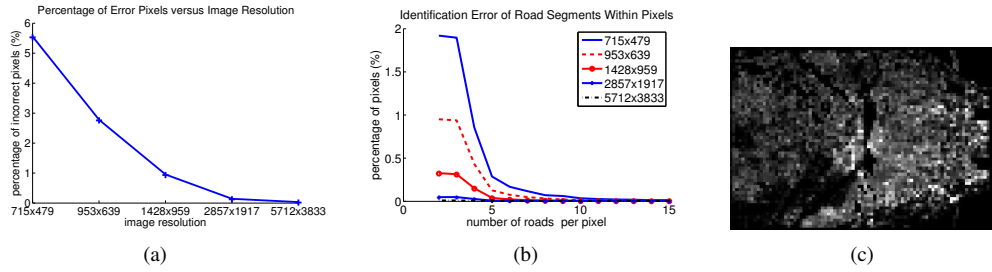 Percentage of Error Pixels versus Image Resolution
percentage of incorrect pixels (%)
6
5
4
3
2
1
0
715x479 953x639 1428x959 2857x1917 5712x3833
image resolution
(a)
Identification Error of Road Segments Within Pixels
percentage of pixels (%)
2
1.5
1
0.5
0
0 5 10 15
number of roads per pixel
715x479
953x639
1428x959
2857x1917
5712x3833
(b)
(c)